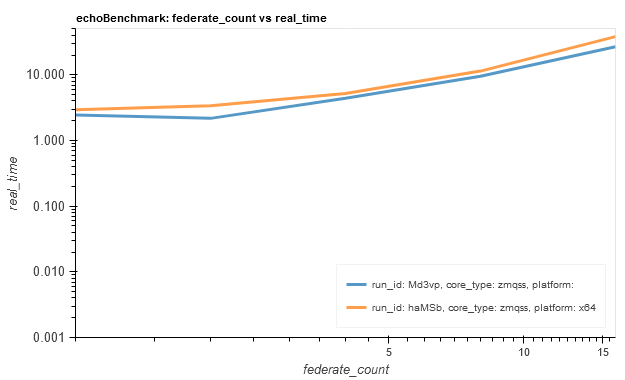 echoBenchmark: federate_count vs real_time
10.000
1.000
0.100
0.010
0.001
real_time
run_id: Md3vp, core_type: zmqss, platform:
run_id: haMSb, core_type: zmqss, platform: x64
5
10
15
federate_count